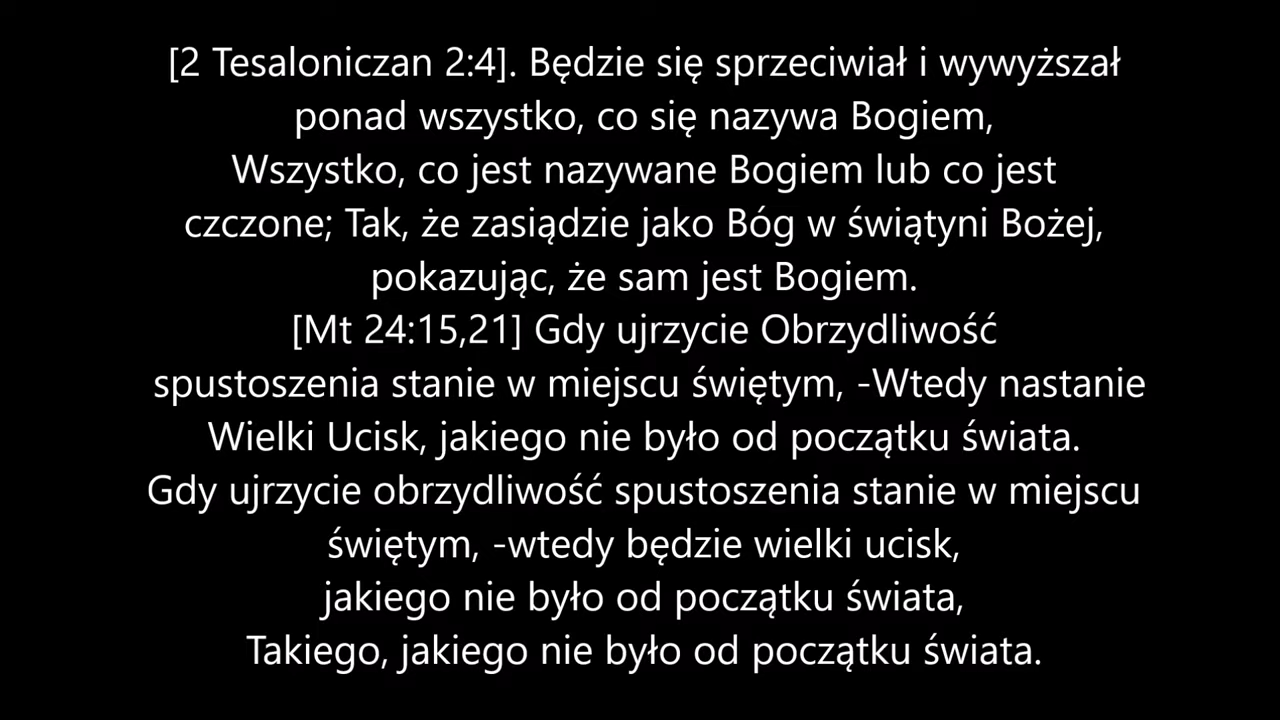 [2 Tesaloniczan 2:4]. Będzie się sprzeciwiał i wywyższał
ponad wszystko, co się nazywa Bogiem,
Wszystko, co jest nazywane Bogiem lub co jest
czczone; Tak, że zasiądzie jako Bóg w świątyni Bożej,
pokazując, że sam jest Bogiem.
[Mt 24:15,21] Gdy ujrzycie Obrzydliwość
spustoszenia stanie w miejscu świętym, -Wtedy nastanie
Wielki Ucisk, jakiego nie było od początku świata.
Gdy ujrzycie obrzydliwość spustoszenia stanie w miejscu
świętym, -wtedy będzie wielki ucisk,
jakiego nie było od początku świata,
Takiego, jakiego nie było od początku świata.